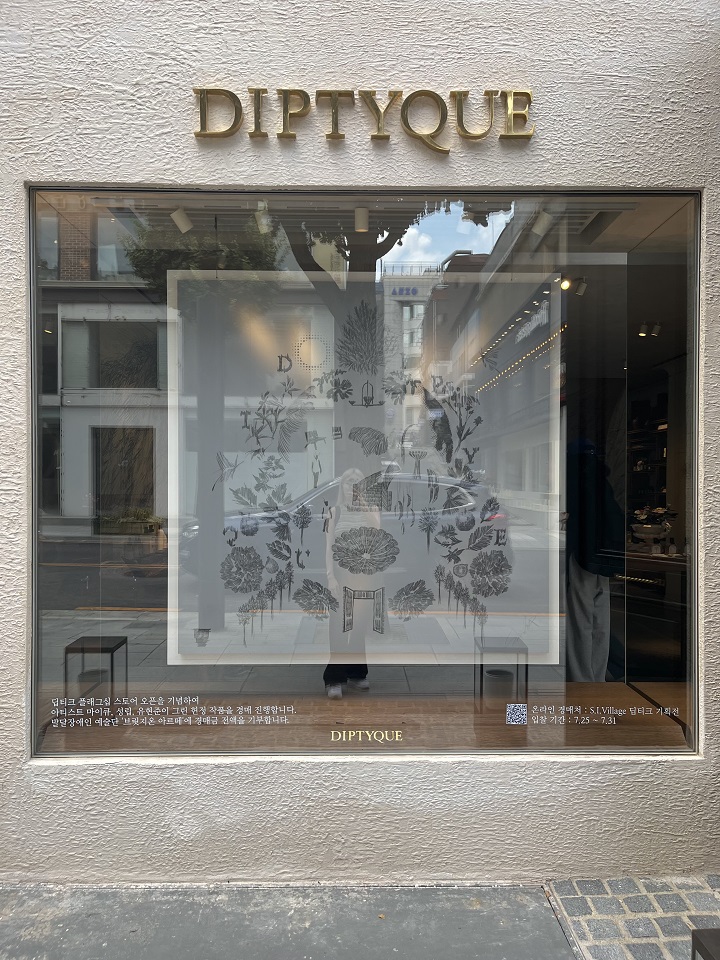 DIPTYQUE
딥티크 플래그십 스토어 오픈을 기념하여
아티스트 마이큐, 성립, 유현준이 그린 한정 작품을 경매 진행합니다.
발달장애인 예술단 '브릿지온 아르떼'에 경매금 전액을 기부합니다.
온라인 경매처 : S.I.Village 딥티크 기획전
입찰 기간 : 7.25 ~ 7.31
DIPTYQUE